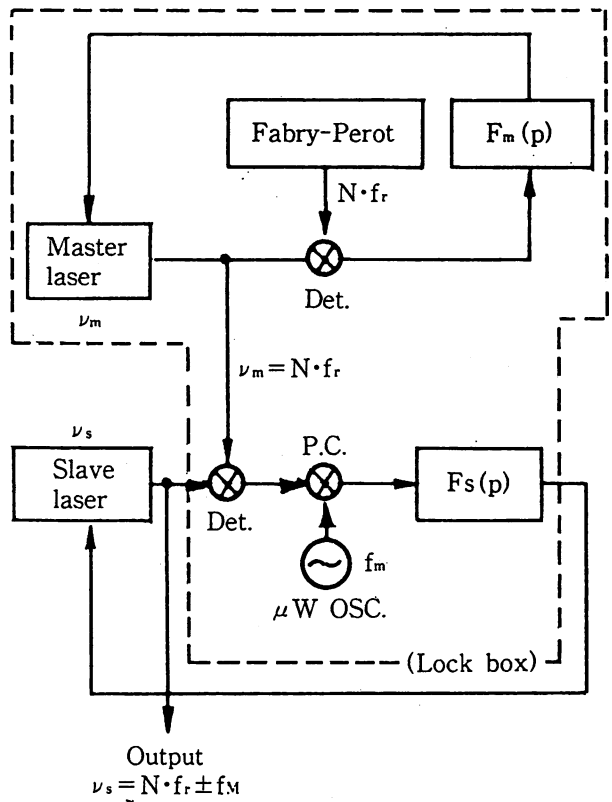 Fabry-Perot
Fm(p)
N·fr
Master
laser
νm
Det.
νm=N·fr
νs
Slave
laser
P.C.
Fs(p)
Det.
fm
μW OSC.
(Lock box)
Output
νs=N·fr±fM